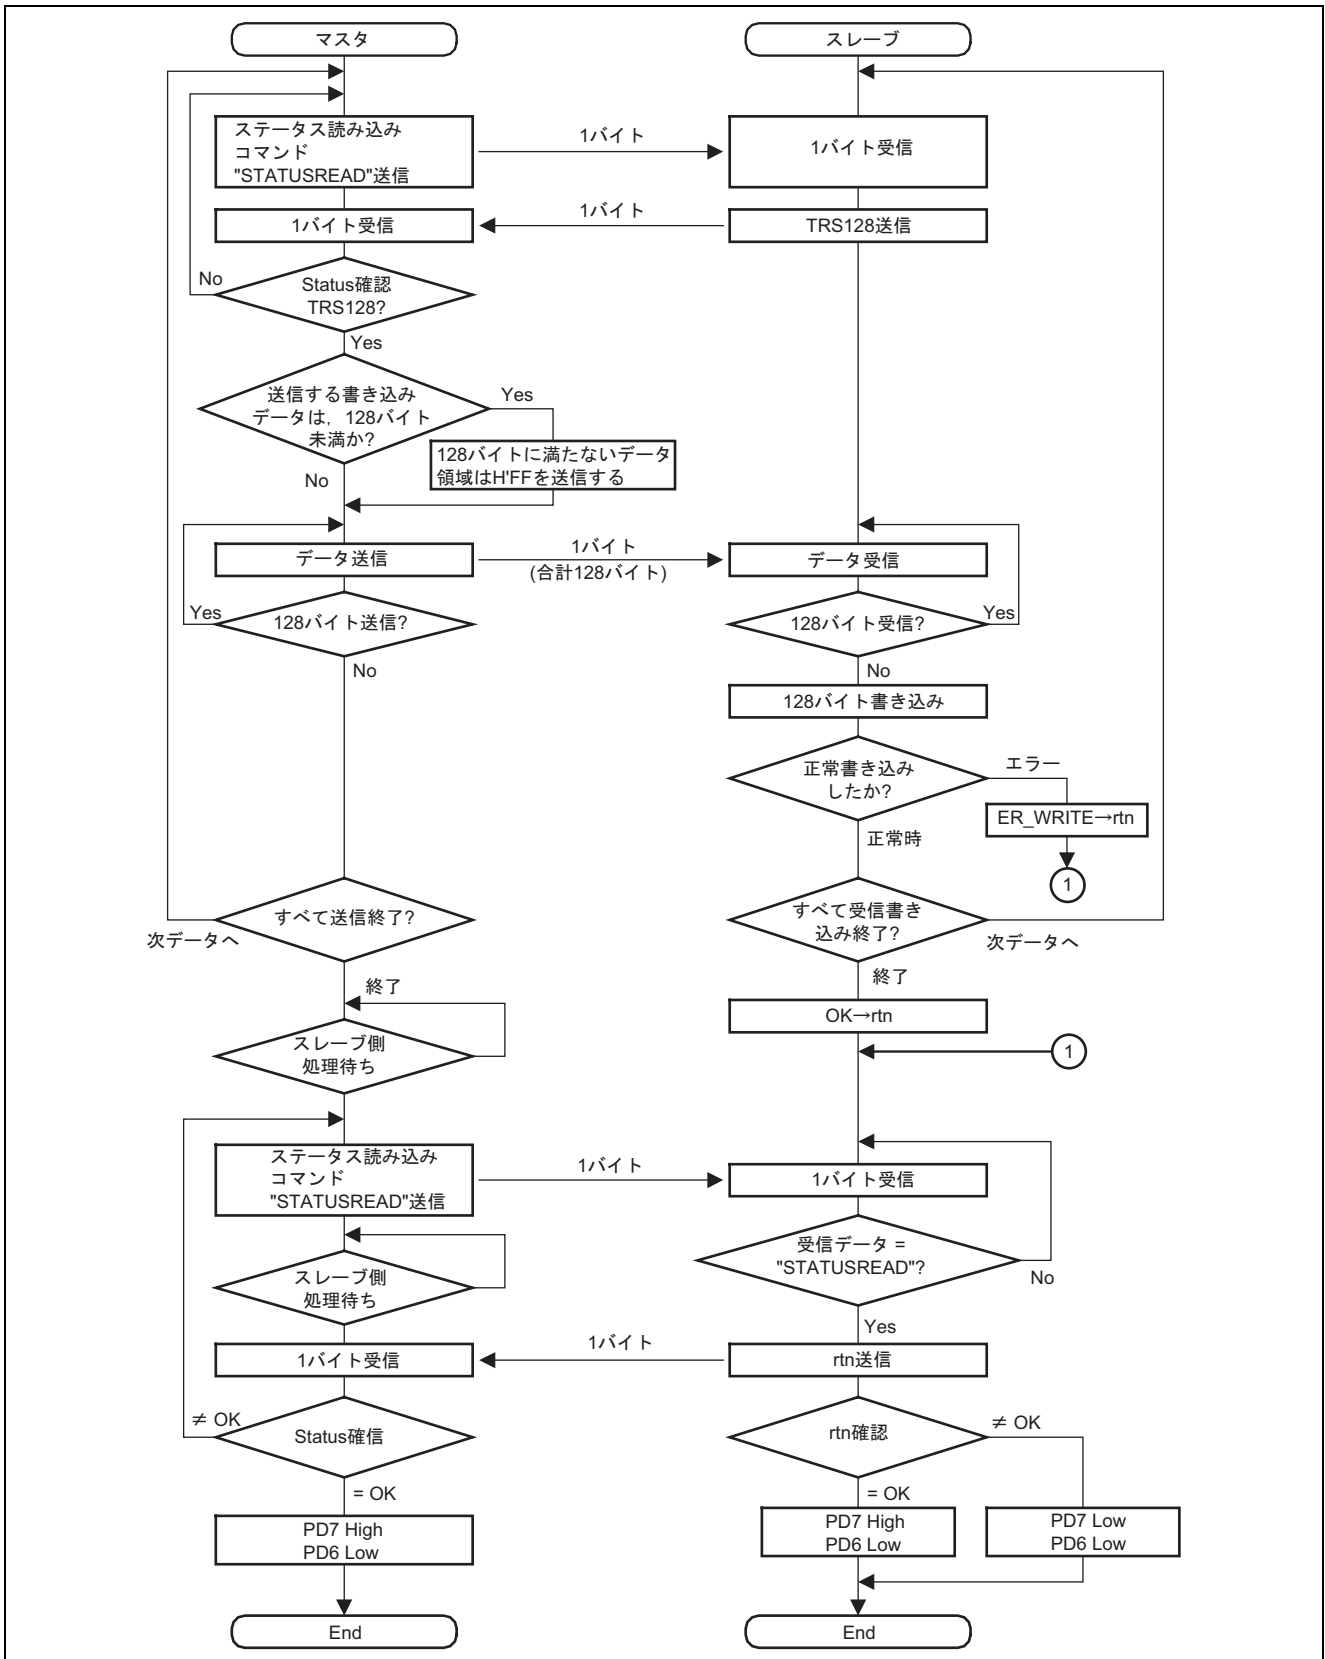 マスタ
スレーブ
ステータス読み込み
コマンド
"STATUSREAD"送信
1バイト
1バイト受信
1バイト受信
1バイト
TRS128送信
No
Status確認
TRS128?
Yes
送信する書き込み
データは，128バイト
未満か?
Yes
128バイトに満たないデータ
領域はH'FFを送信する
No
データ送信
1バイト
(合計128バイト)
データ受信
Yes
128バイト送信?
No
128バイト受信?
Yes
No
128バイト書き込み
正常書き込み
したか?
エラー
ER_WRITE→rtn
正常時
1
すべて送信終了?
次データへ
すべて受信書き
込み終了?
次データへ
終了
終了
OK→rtn
スレーブ側
処理待ち
1
ステータス読み込み
コマンド
"STATUSREAD"送信
1バイト
1バイト受信
受信データ =
"STATUSREAD"?
No
スレーブ側
処理待ち
Yes
1バイト受信
1バイト
rtn送信
≠ OK
Status確信
rtn確認
≠ OK
= OK
= OK
PD7 High
PD6 Low
PD7 High
PD6 Low
PD7 Low
PD6 Low
End
End